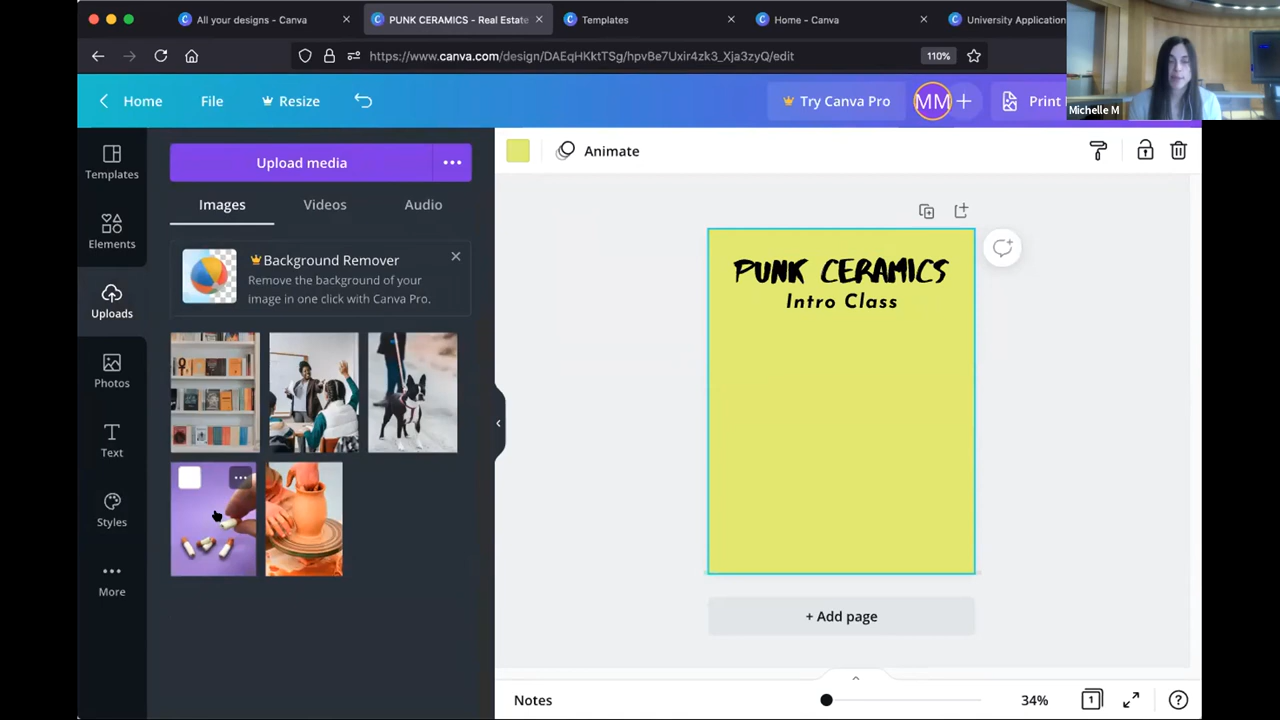 All your designs - Canva
PUNK CERAMICS - Real Estate
Templates
Home - Canva
University Application
https://www.canva.com/design/DAEqHKktTSg/hpvBe7Uxir4zk3_Xja3zyQ/edit
110%
Michelle M
Home
File
Resize
Try Canva Pro
MM
Print
Templates
Elements
Uploads
Photos
Text
Styles
More
Upload media
Images
Videos
Audio
Background Remover
Remove the background of your
image in one click with Canva Pro.
Animate
PUNK CERAMICS
Intro Class
+ Add page
Notes
34%
1